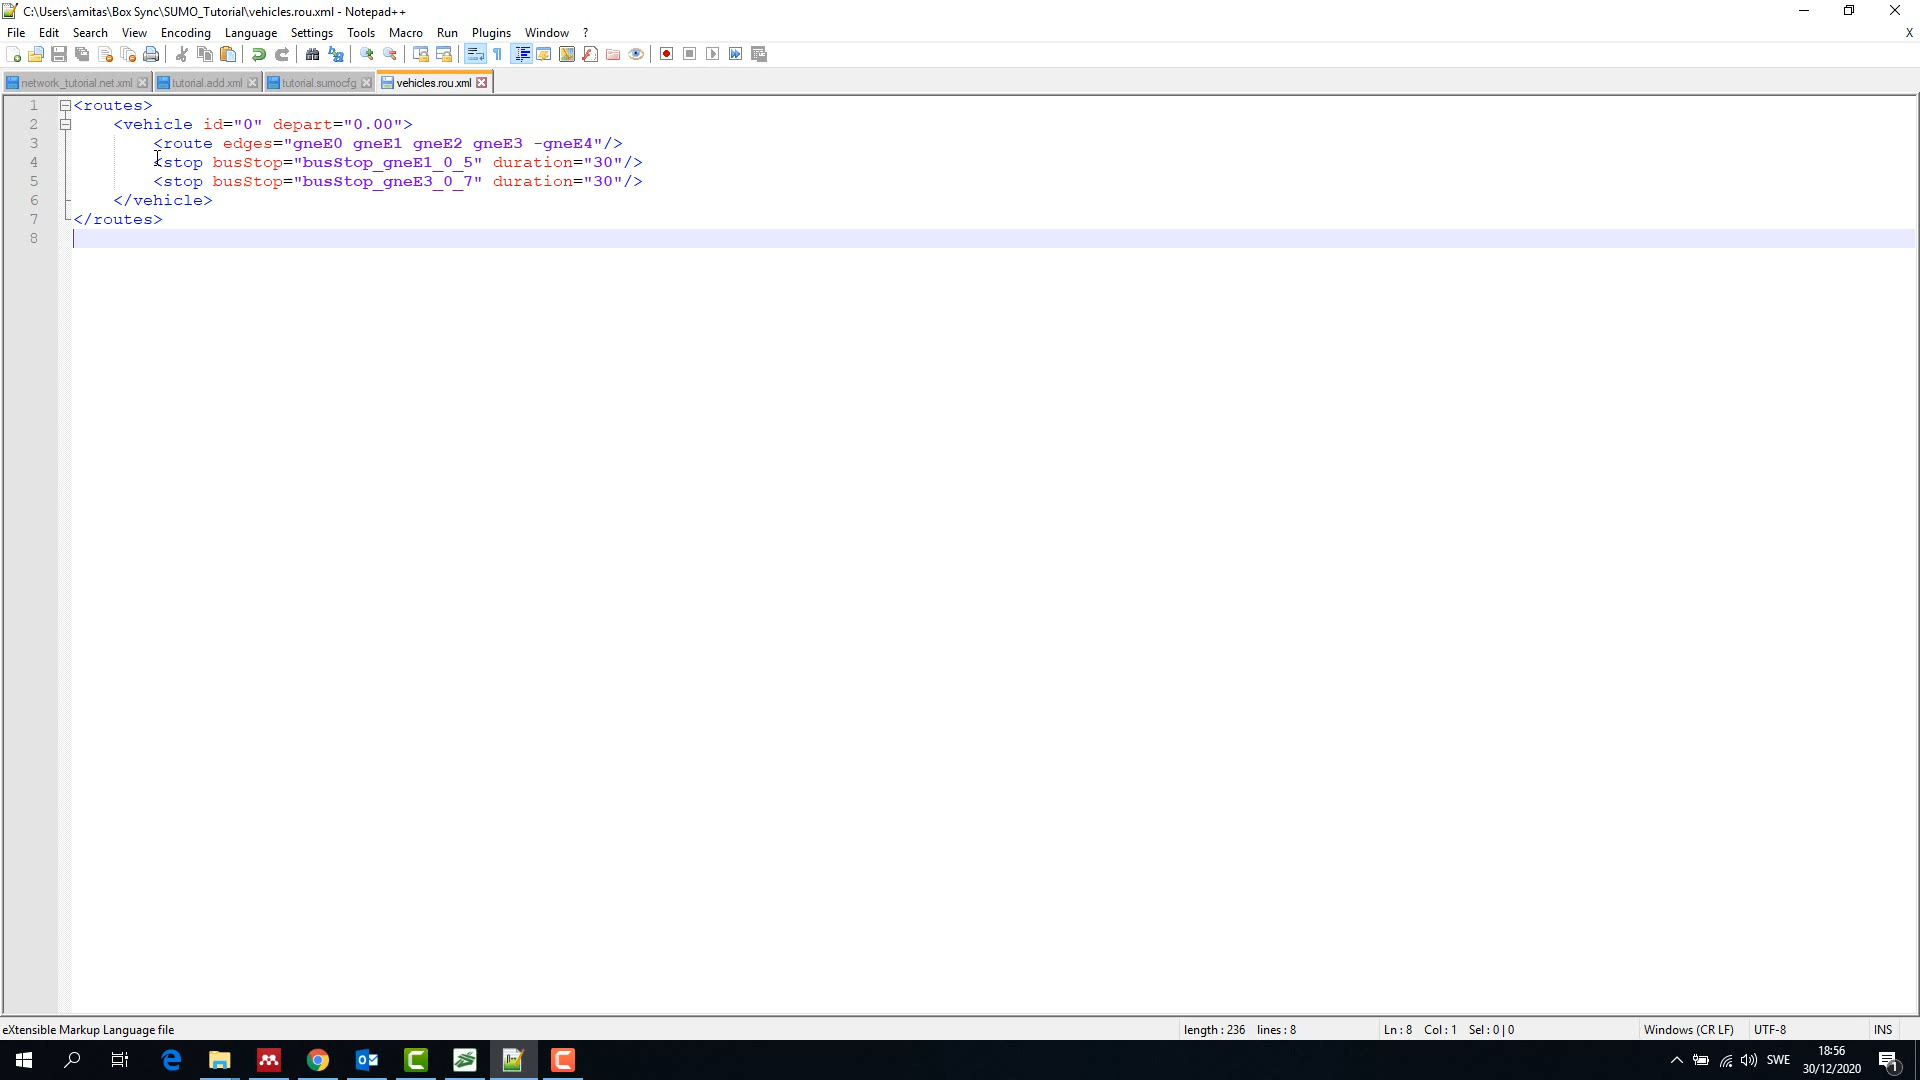 C:\Users\amitas\Box Sync\SUMO_Tutorial\vehicles.rou.xml - Notepad++
File Edit Search View Encoding Language Settings Tools Macro Run Plugins Window ? X
network_tutorial.net.xml tutorial.add.xml tutorial.sumocfg vehicles.rou.xml
1 <routes>
2 <vehicle id="0" depart="0.00">
3 <route edges="gneE0 gneE1 gneE2 gneE3 -gneE4"/>
4 <stop busStop="busStop_gneE1_0_5" duration="30"/>
5 <stop busStop="busStop_gneE3_0_7" duration="30"/>
6 </vehicle>
7 </routes>
8
eXtensible Markup Language file length : 236 lines : 8 Ln : 8 Col : 1 Sel : 0 | 0 Windows (CR LF) UTF-8 INS
SWE 18:56
30/12/2020 1